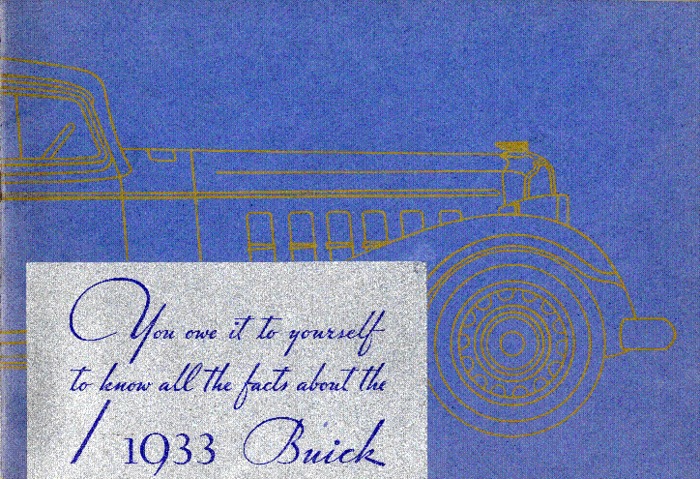 You owe it to yourself
to know all the facts about the
1933 Buick